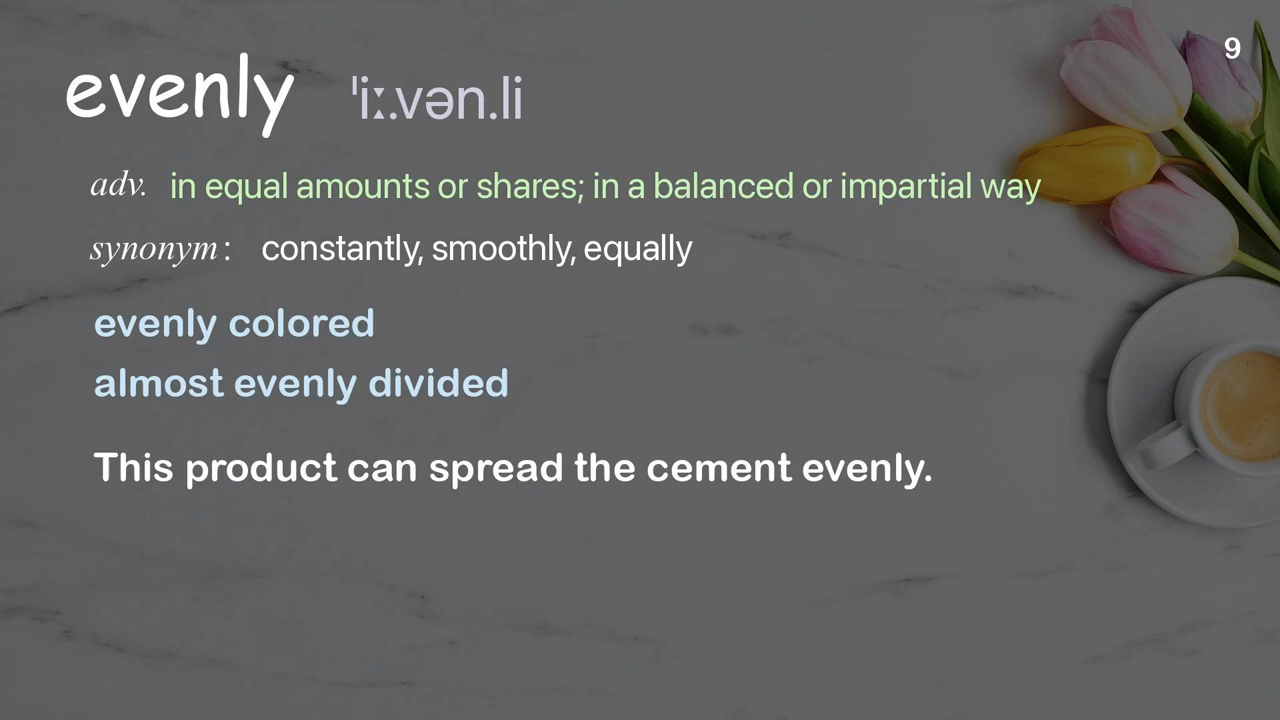 9
evenly ˈiː.vən.li
adv. in equal amounts or shares; in a balanced or impartial way
synonym : constantly, smoothly, equally
evenly colored
almost evenly divided
This product can spread the cement evenly.